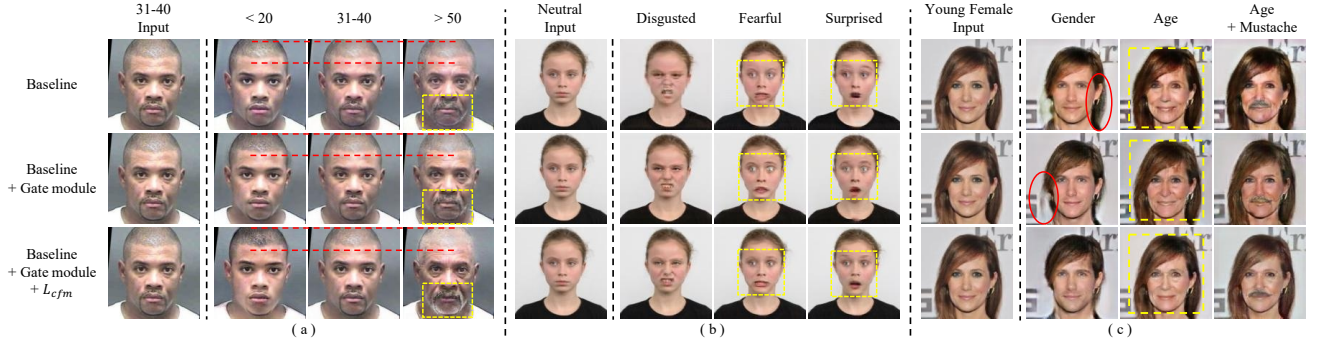 31-40
Input
< 20
31-40
> 50
Neutral
Input
Disgusted
Fearful
Surprised
Young Female
Input
Gender
Age
Age
+ Mustache
Baseline
Baseline
+ Gate module
Baseline
+ Gate module
+ L_cfm
( a )
( b )
( c )